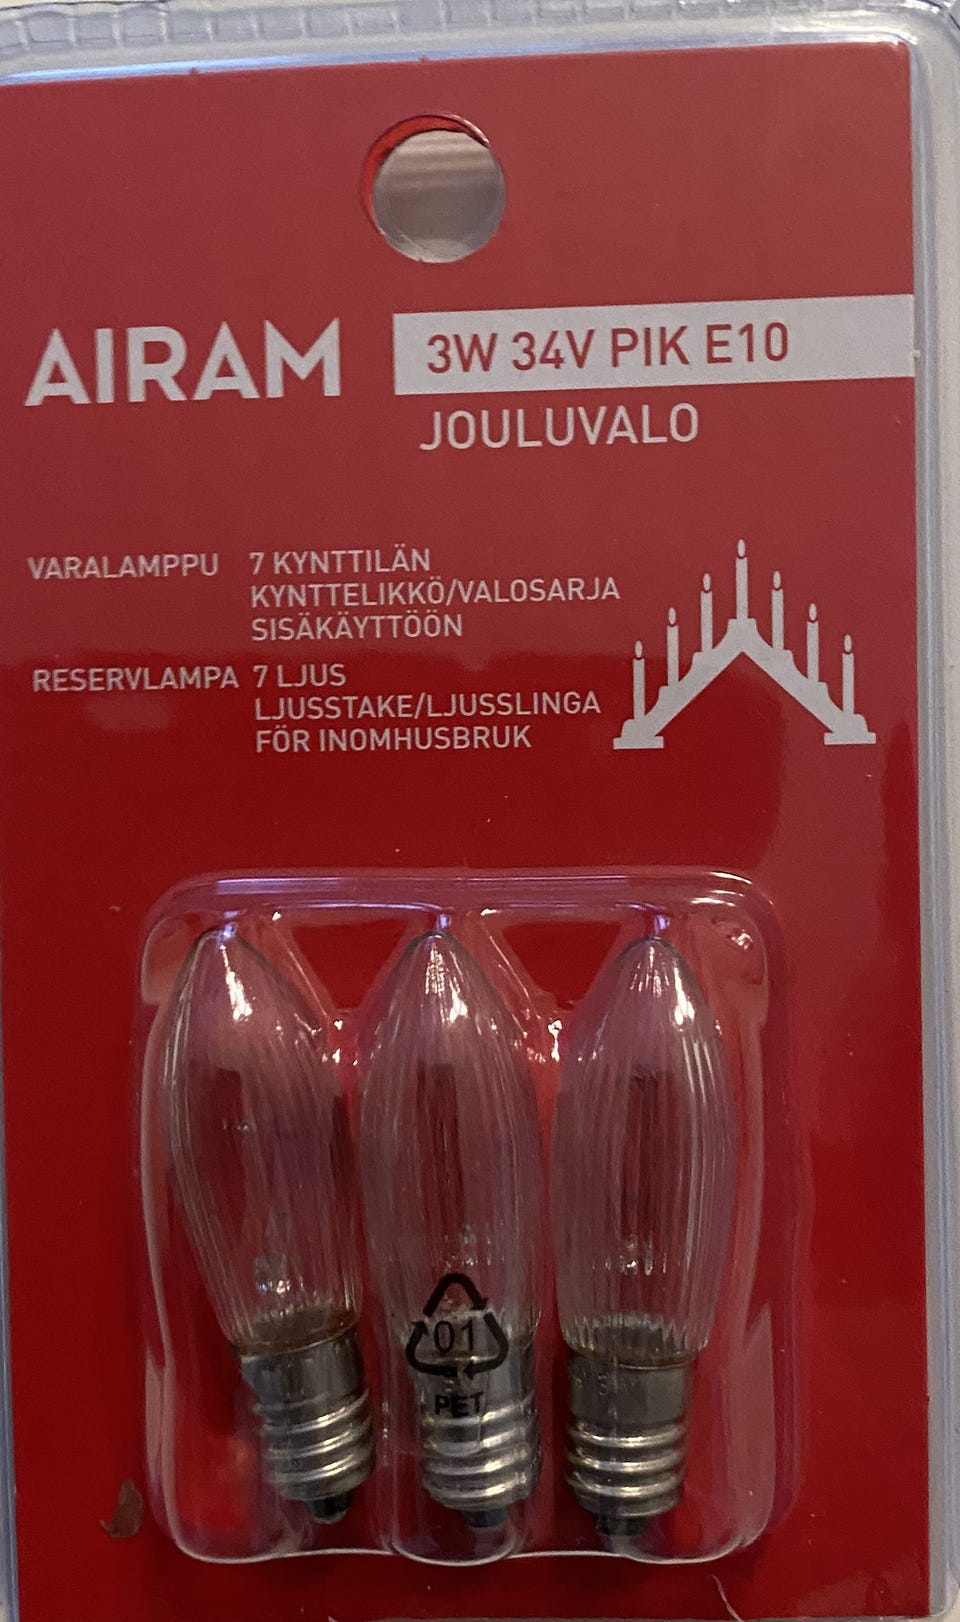 AIRAM
3W 34V PIK E10
JOULUVALO
VARALAMPPU 7 KYNTTILÄN
KYNTTELIKKÖ/VALOSARJA
SISÄKÄYTTÖÖN
RESERVLAMPA 7 LJUS
LJUSSTAKE/LJUSSLINGA
FÖR INOMHUSBRUK
01
PET